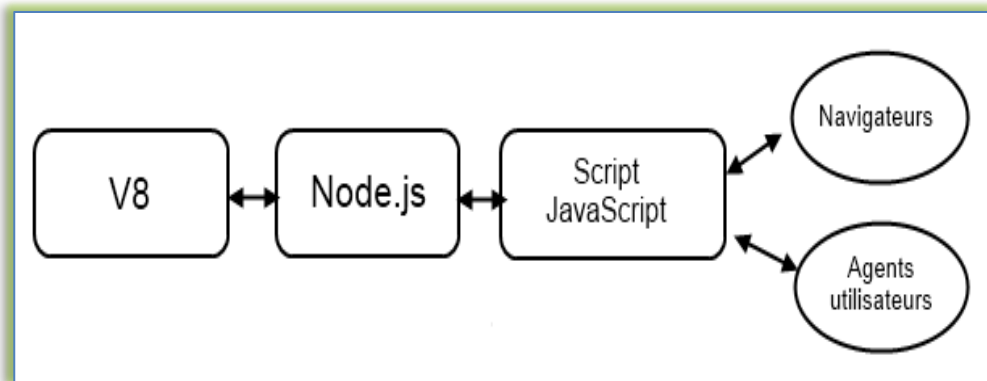 V8
Node.js
Script
JavaScript
Navigateurs
Agents
utilisateurs